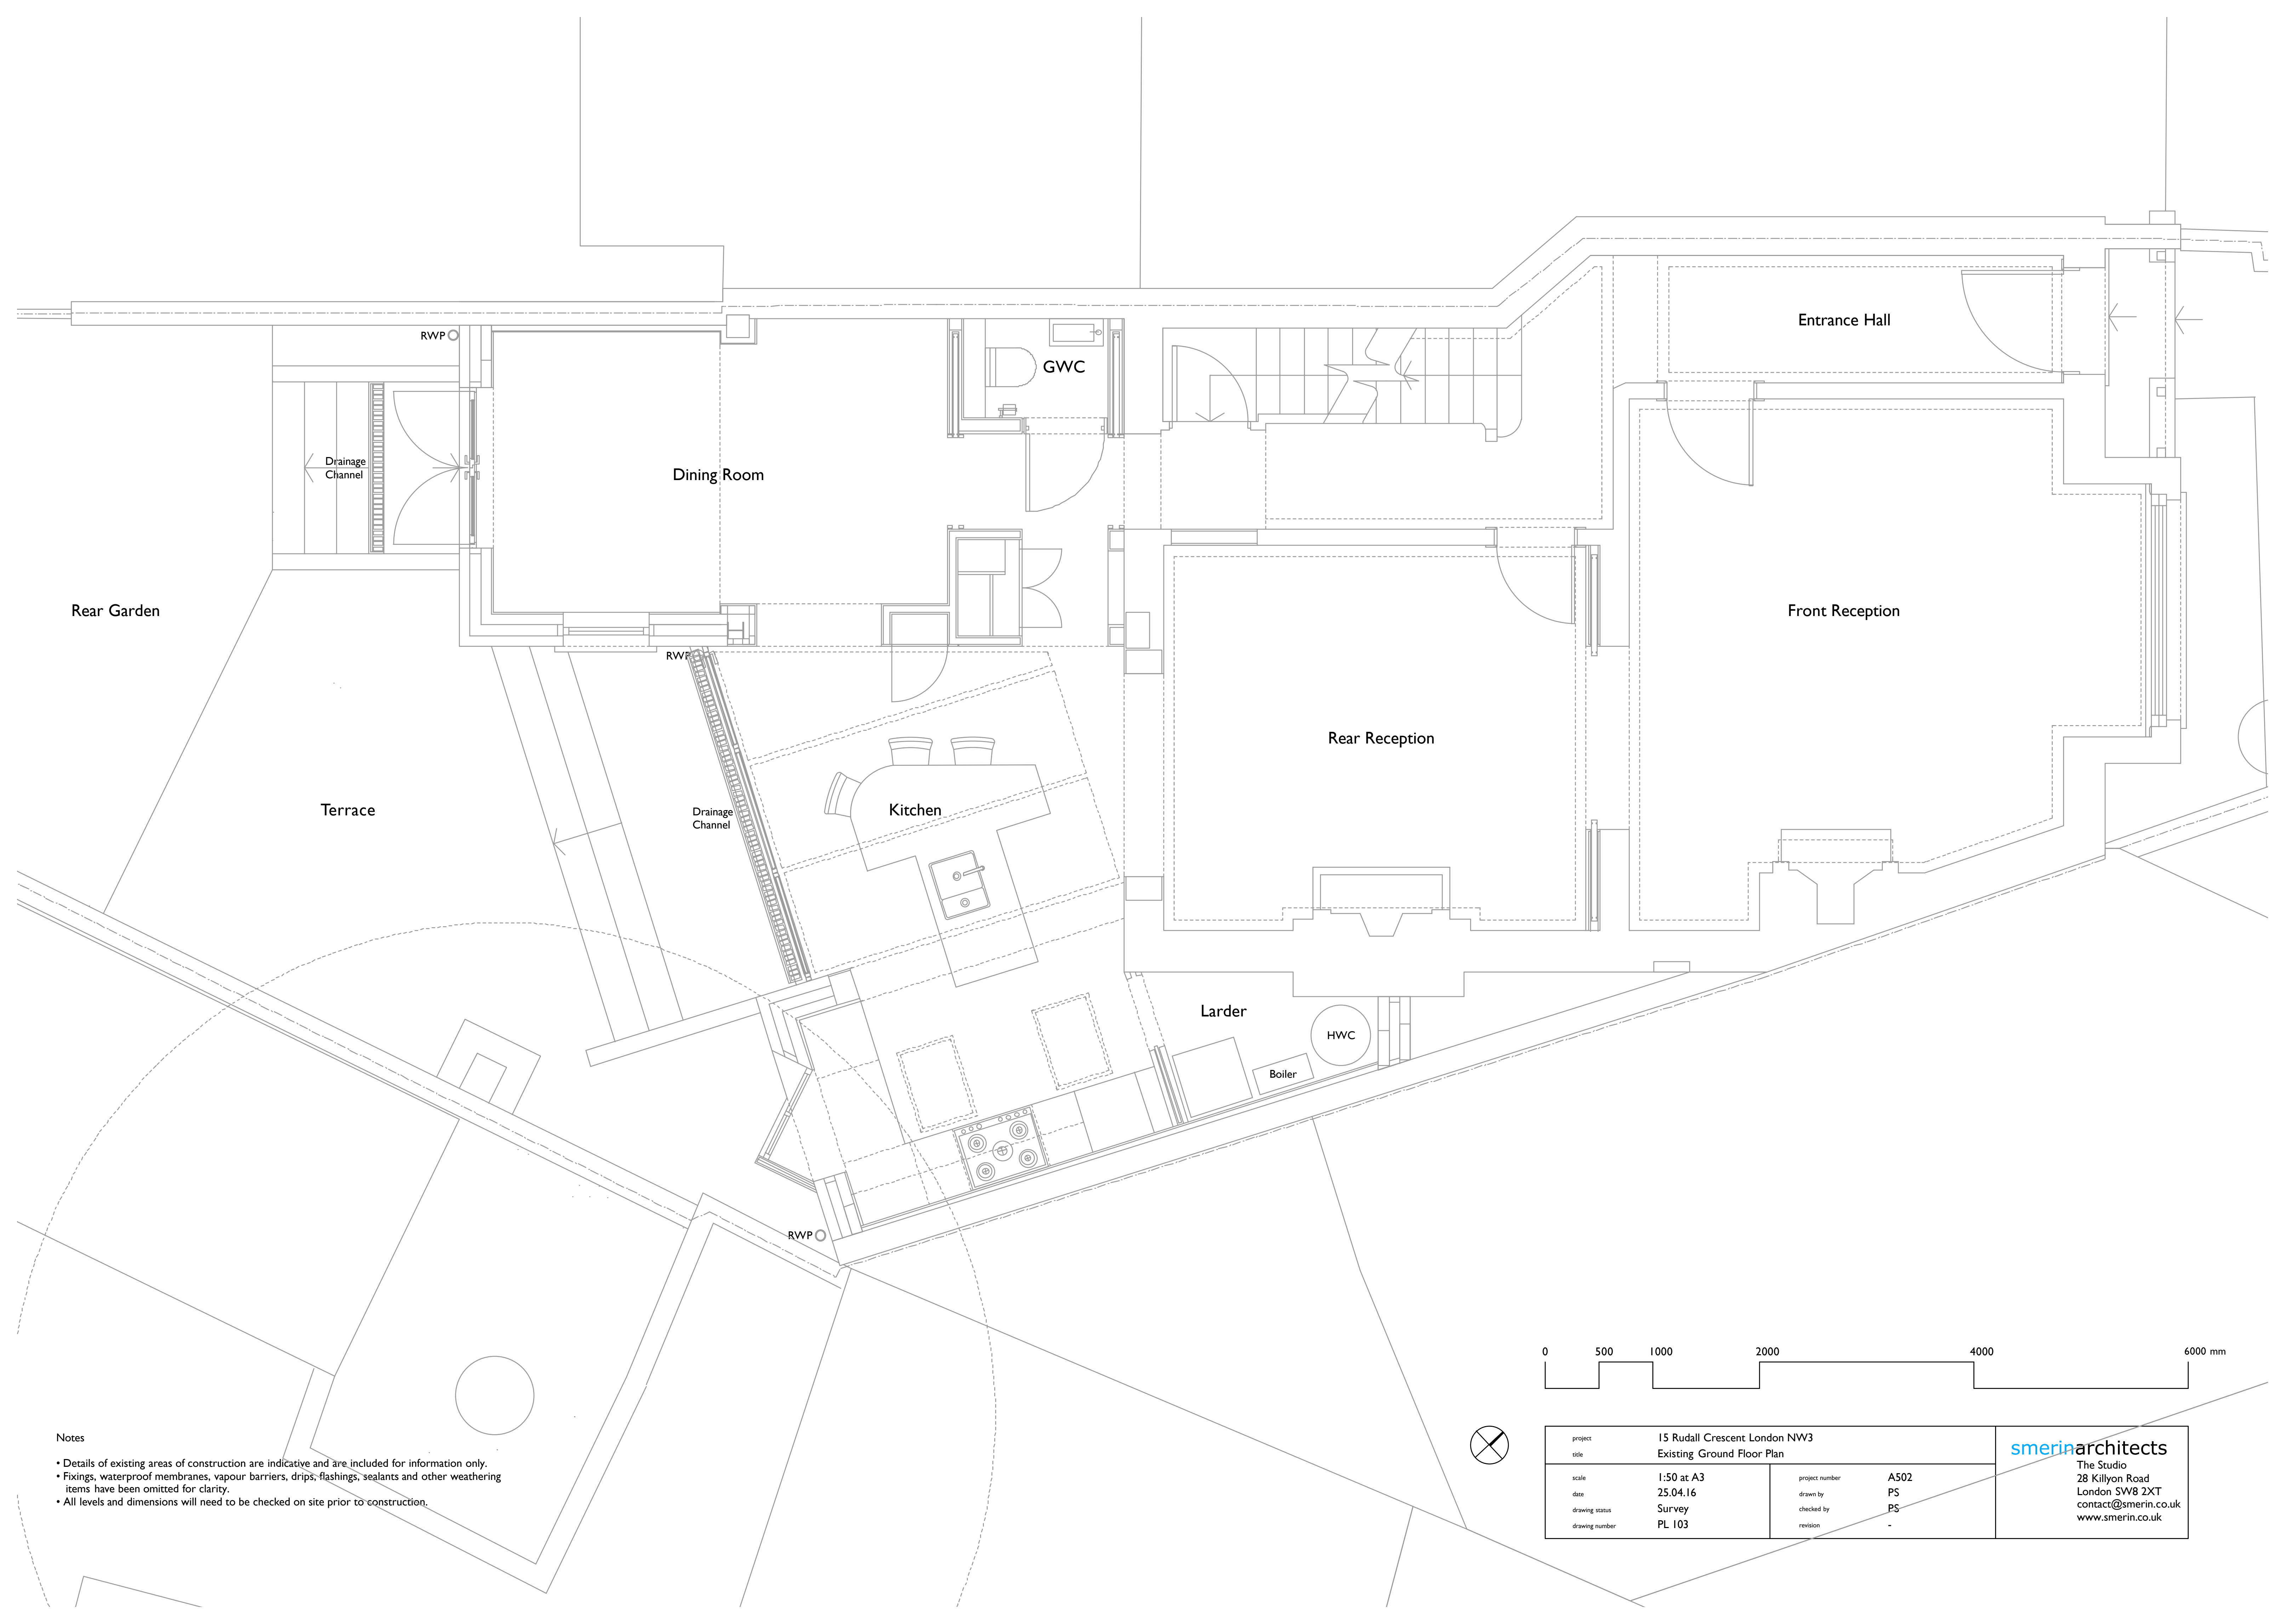 Entrance Hall
RWP
GWC
Drainage
Channel
Dining Room
Rear Garden
Front Reception
RWP
Rear Reception
Terrace
Drainage
Channel
Kitchen
Larder
HWC
Boiler
RWP
0 500 1000 2000 4000 6000 mm
Notes
• Details of existing areas of construction are indicative and are included for information only.
• Fixings, waterproof membranes, vapour barriers, drips, flashings, sealants and other weathering
items have been omitted for clarity.
• All levels and dimensions will need to be checked on site prior to construction.
project 15 Rudall Crescent London NW3
title Existing Ground Floor Plan
scale 1:50 at A3
date 25.04.16
drawing status Survey
drawing number PL 103
project number A502
drawn by PS
checked by PS
revision -
smerinarchitects
The Studio
28 Killyon Road
London SW8 2XT
contact@smerin.co.uk
www.smerin.co.uk